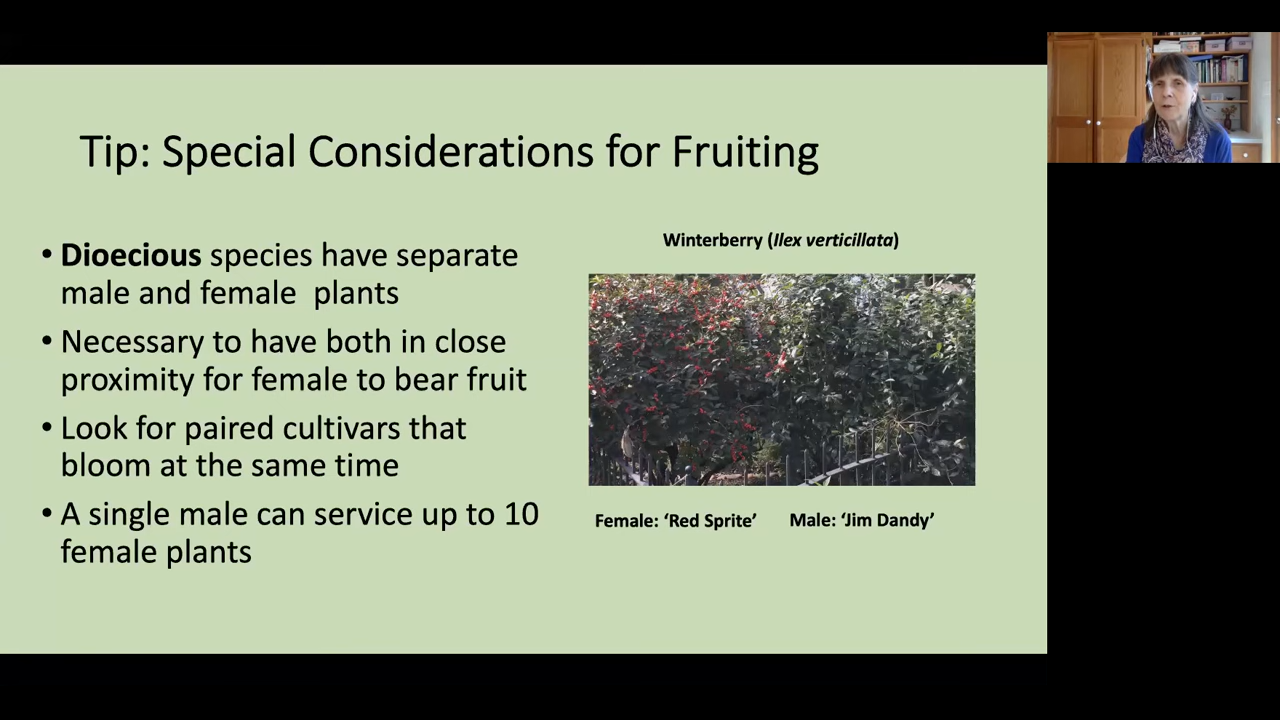 Tip: Special Considerations for Fruiting
• Dioecious species have separate
male and female plants
• Necessary to have both in close
proximity for female to bear fruit
• Look for paired cultivars that
bloom at the same time
• A single male can service up to 10
female plants
Winterberry (Ilex verticillata)
Female: ‘Red Sprite’ Male: ‘Jim Dandy’